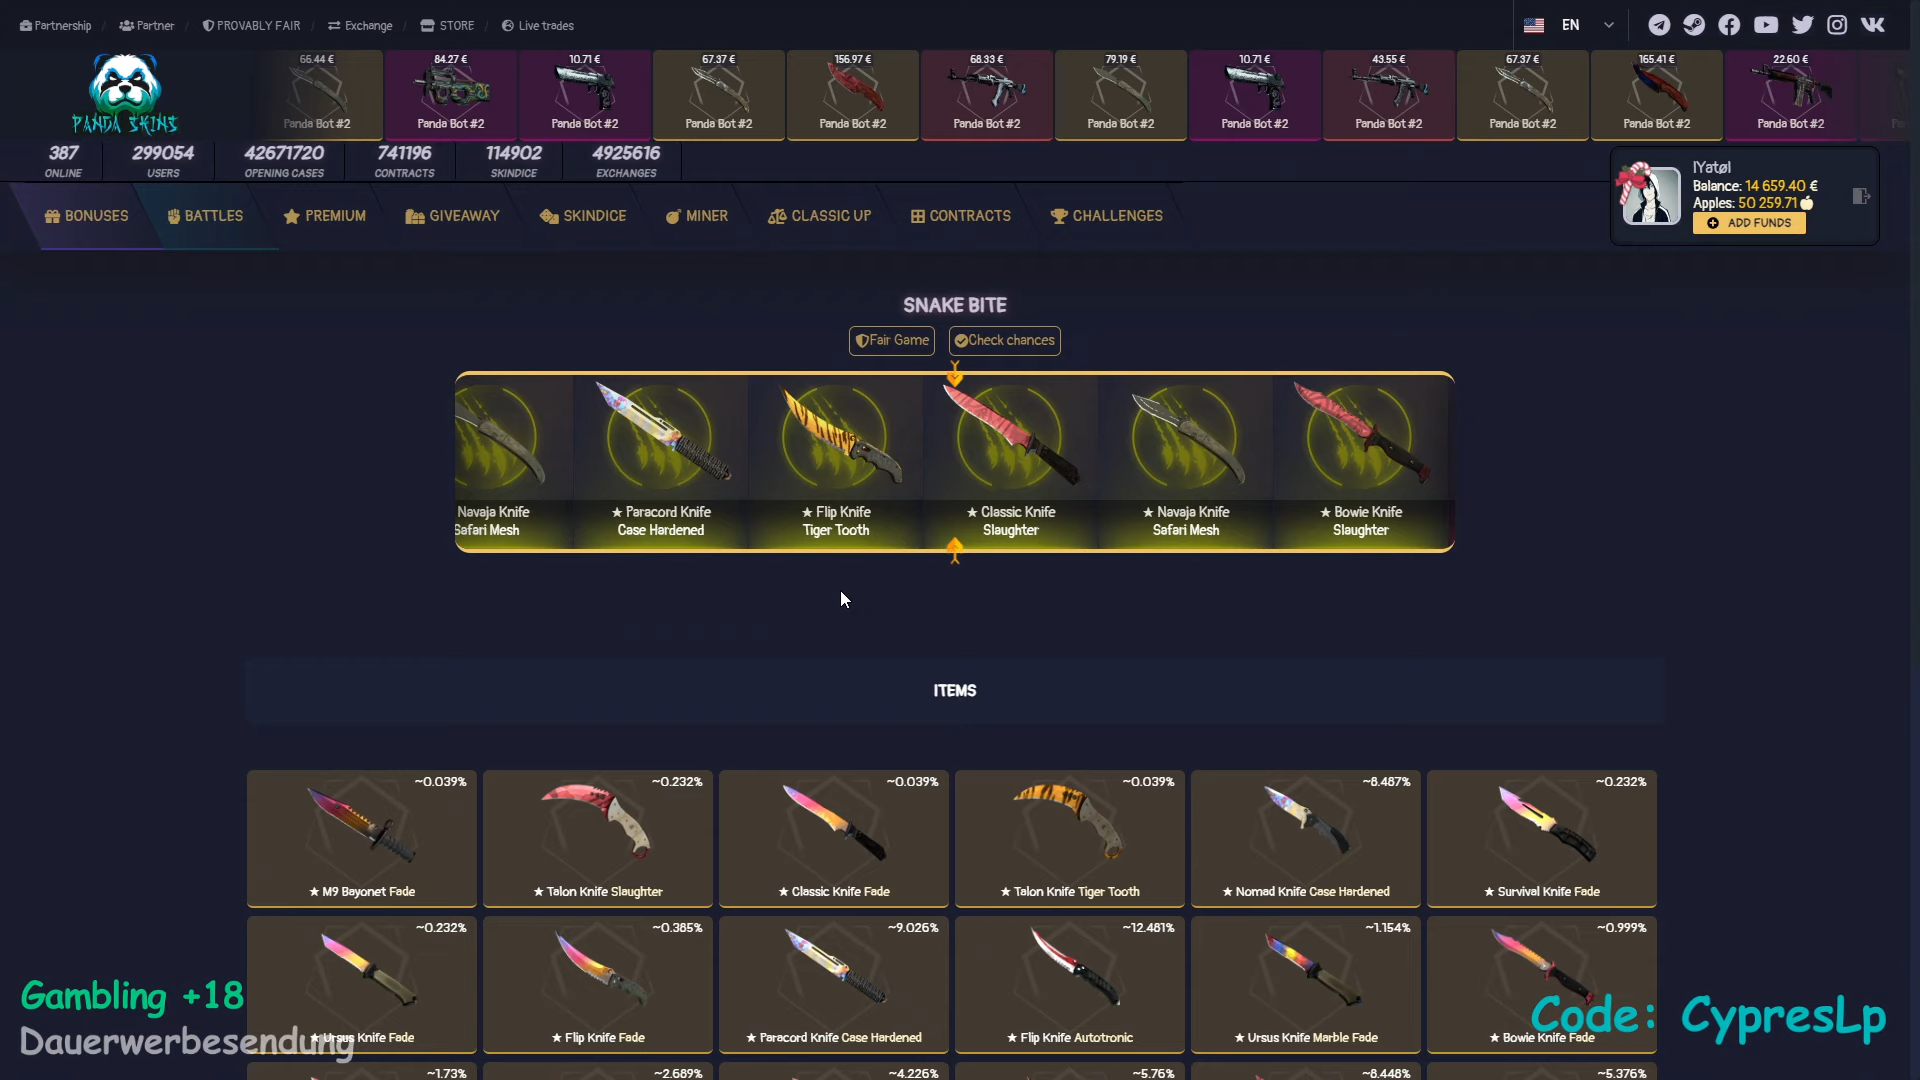 Partnership / Partner / PROVABLY FAIR / Exchange / STORE / Live trades
EN
PANDA SKINS
66.44 € 84.27 € 10.71 € 67.37 € 156.97 € 68.33 € 79.19 € 10.71 € 43.55 € 67.37 € 165.41 € 22.60 €
Panda Bot #2 Panda Bot #2 Panda Bot #2 Panda Bot #2 Panda Bot #2 Panda Bot #2 Panda Bot #2 Panda Bot #2 Panda Bot #2 Panda Bot #2 Panda Bot #2 Panda Bot #2
387 299054 42671720 741196 114902 4925616
ONLINE USERS OPENING CASES CONTRACTS SKINDICE EXCHANGES
|Yatø|
Balance: 14 659.40 €
Apples: 50 259.71
ADD FUNDS
BONUSES BATTLES PREMIUM GIVEAWAY SKINDICE MINER CLASSIC UP CONTRACTS CHALLENGES
SNAKE BITE
Fair Game Check chances
Navaja Knife ★ Paracord Knife ★ Flip Knife ★ Classic Knife ★ Navaja Knife ★ Bowie Knife
Safari Mesh Case Hardened Tiger Tooth Slaughter Safari Mesh Slaughter
ITEMS
~0.039% ~0.232% ~0.039% ~0.039% ~8.487% ~0.232%
★ M9 Bayonet Fade ★ Talon Knife Slaughter ★ Classic Knife Fade ★ Talon Knife Tiger Tooth ★ Nomad Knife Case Hardened ★ Survival Knife Fade
~0.232% ~0.385% ~9.026% ~12.481% ~1.154% ~0.999%
★ Ursus Knife Fade ★ Flip Knife Fade ★ Paracord Knife Case Hardened ★ Flip Knife Autotronic ★ Ursus Knife Marble Fade ★ Bowie Knife Fade
~1.73% ~2.689% ~4.226% ~5.76% ~8.448% ~5.376%
Gambling +18
Dauerwerbesendung
Code: CypresLp